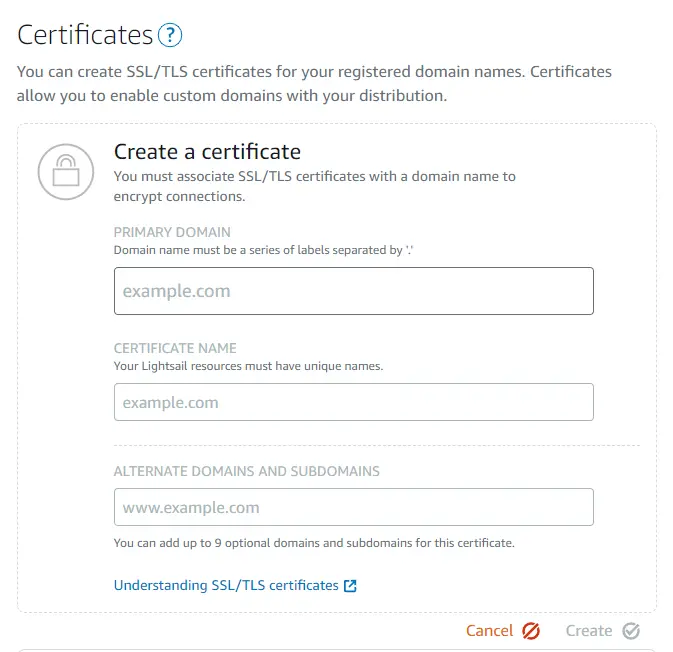 Certificates ?
You can create SSL/TLS certificates for your registered domain names. Certificates
allow you to enable custom domains with your distribution.
Create a certificate
You must associate SSL/TLS certificates with a domain name to
encrypt connections.
PRIMARY DOMAIN
Domain name must be a series of labels separated by '.'
example.com
CERTIFICATE NAME
Your Lightsail resources must have unique names.
example.com
ALTERNATE DOMAINS AND SUBDOMAINS
www.example.com
You can add up to 9 optional domains and subdomains for this certificate.
Understanding SSL/TLS certificates
Cancel Create